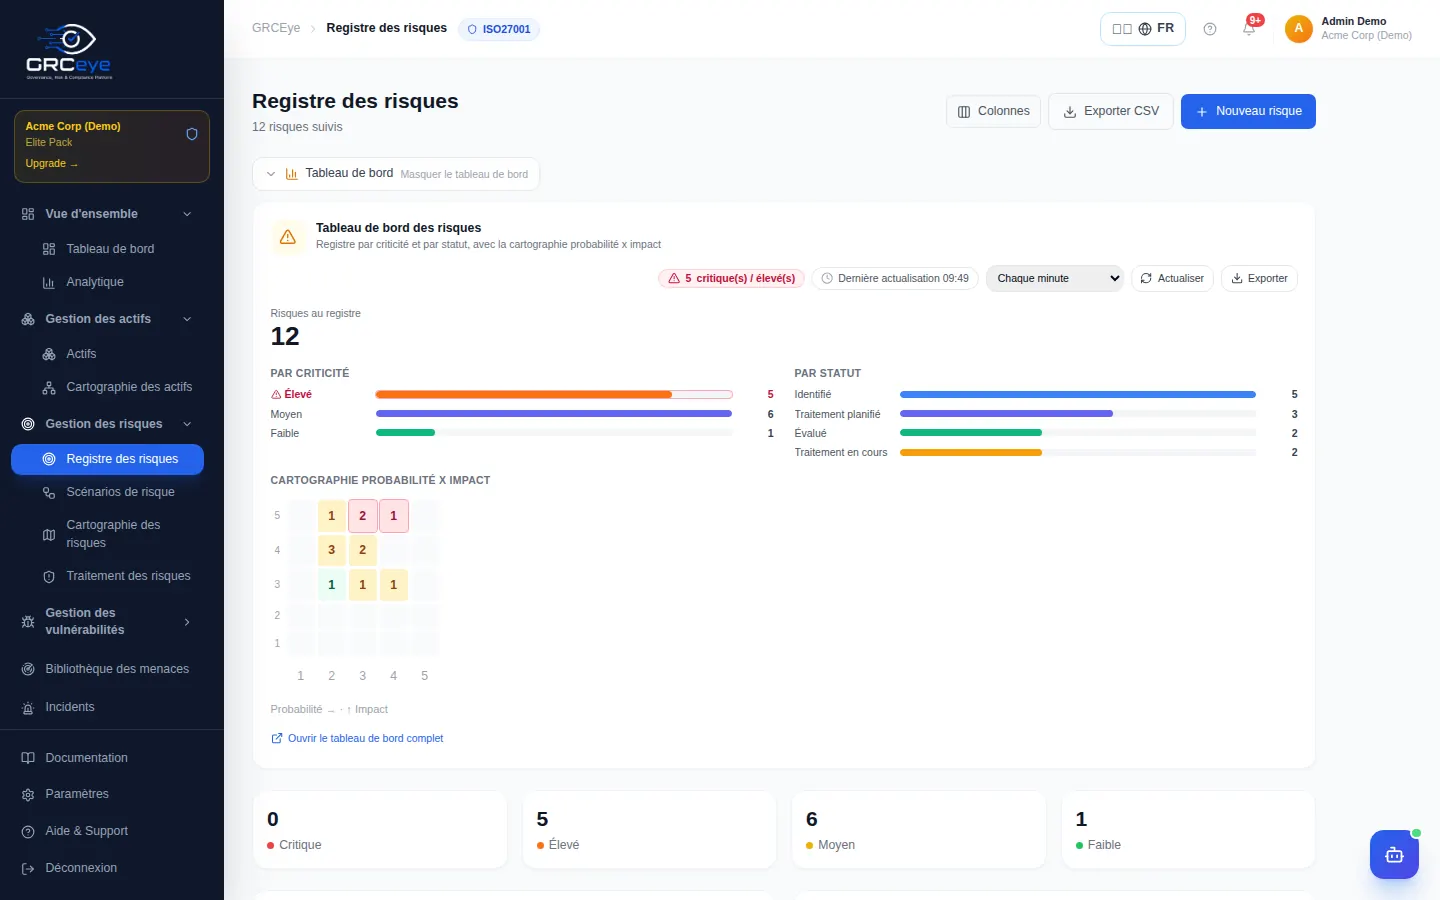 GRCeye
Governance, Risk & Compliance Platform
Acme Corp (Demo)
Elite Pack
Upgrade →
Vue d'ensemble
Tableau de bord
Analytique
Gestion des actifs
Actifs
Cartographie des actifs
Gestion des risques
Registre des risques
Scénarios de risque
Cartographie des
risques
Traitement des risques
Gestion des
vulnérabilités
Bibliothèque des menaces
Incidents
Documentation
Paramètres
Aide & Support
Déconnexion
GRCEye > Registre des risques ISO27001
FR
9+
A
Admin Demo
Acme Corp (Demo)
Registre des risques
12 risques suivis
Colonnes
Exporter CSV
+ Nouveau risque
Tableau de bord Masquer le tableau de bord
Tableau de bord des risques
Registre par criticité et par statut, avec la cartographie probabilité x impact
5 critique(s) / élevé(s)
Dernière actualisation 09:49
Chaque minute
Actualiser
Exporter
Risques au registre
12
PAR CRITICITÉ
Élevé 5
Moyen 6
Faible 1
PAR STATUT
Identifié 5
Traitement planifié 3
Évalué 2
Traitement en cours 2
CARTOGRAPHIE PROBABILITÉ X IMPACT
5 1 2 1
4 3 2
3 1 1 1
2
1
1 2 3 4 5
Probabilité → · ↑ Impact
Ouvrir le tableau de bord complet
0
Critique
5
Élevé
6
Moyen
1
Faible